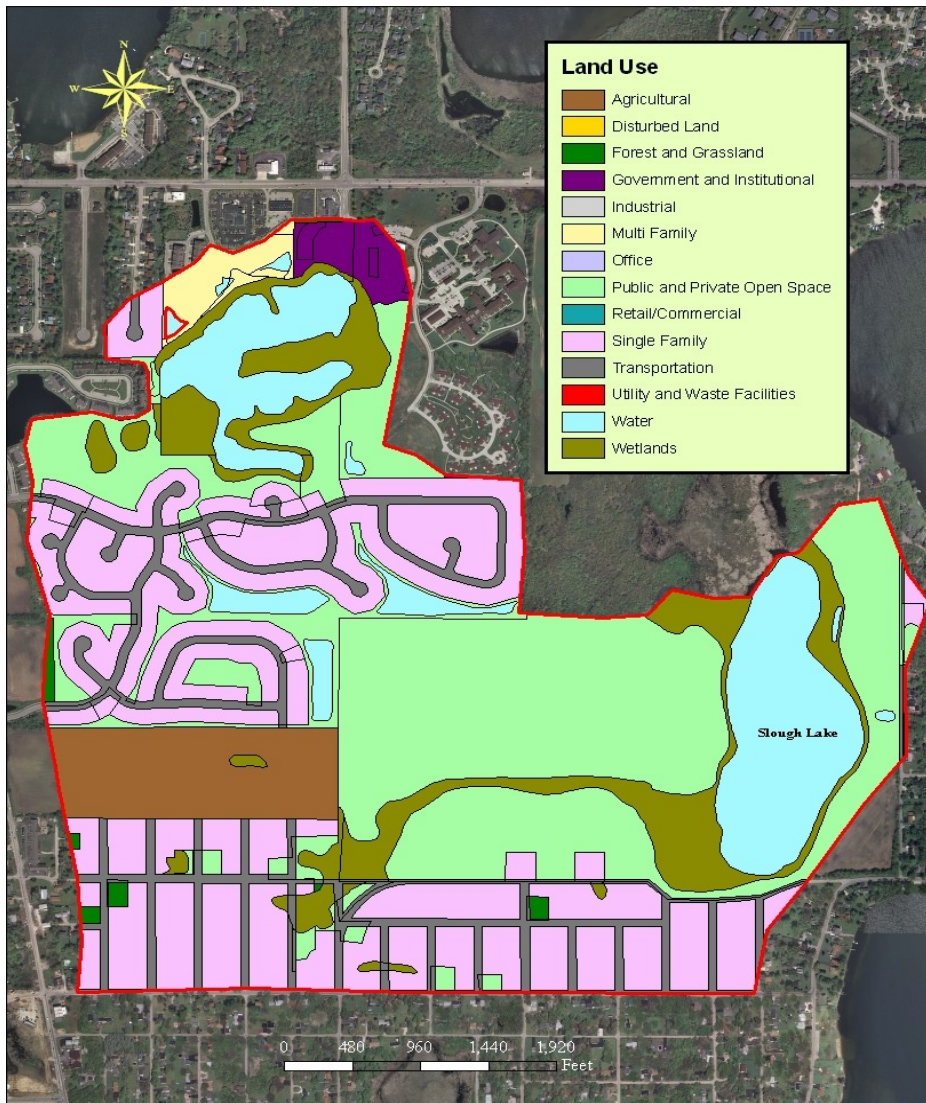 N
W E
S
Land Use
Agricultural
Disturbed Land
Forest and Grassland
Government and Institutional
Industrial
Multi Family
Office
Public and Private Open Space
Retail/Commercial
Single Family
Transportation
Utility and Waste Facilities
Water
Wetlands
Slough Lake
0 480 960 1,440 1,920
Feet